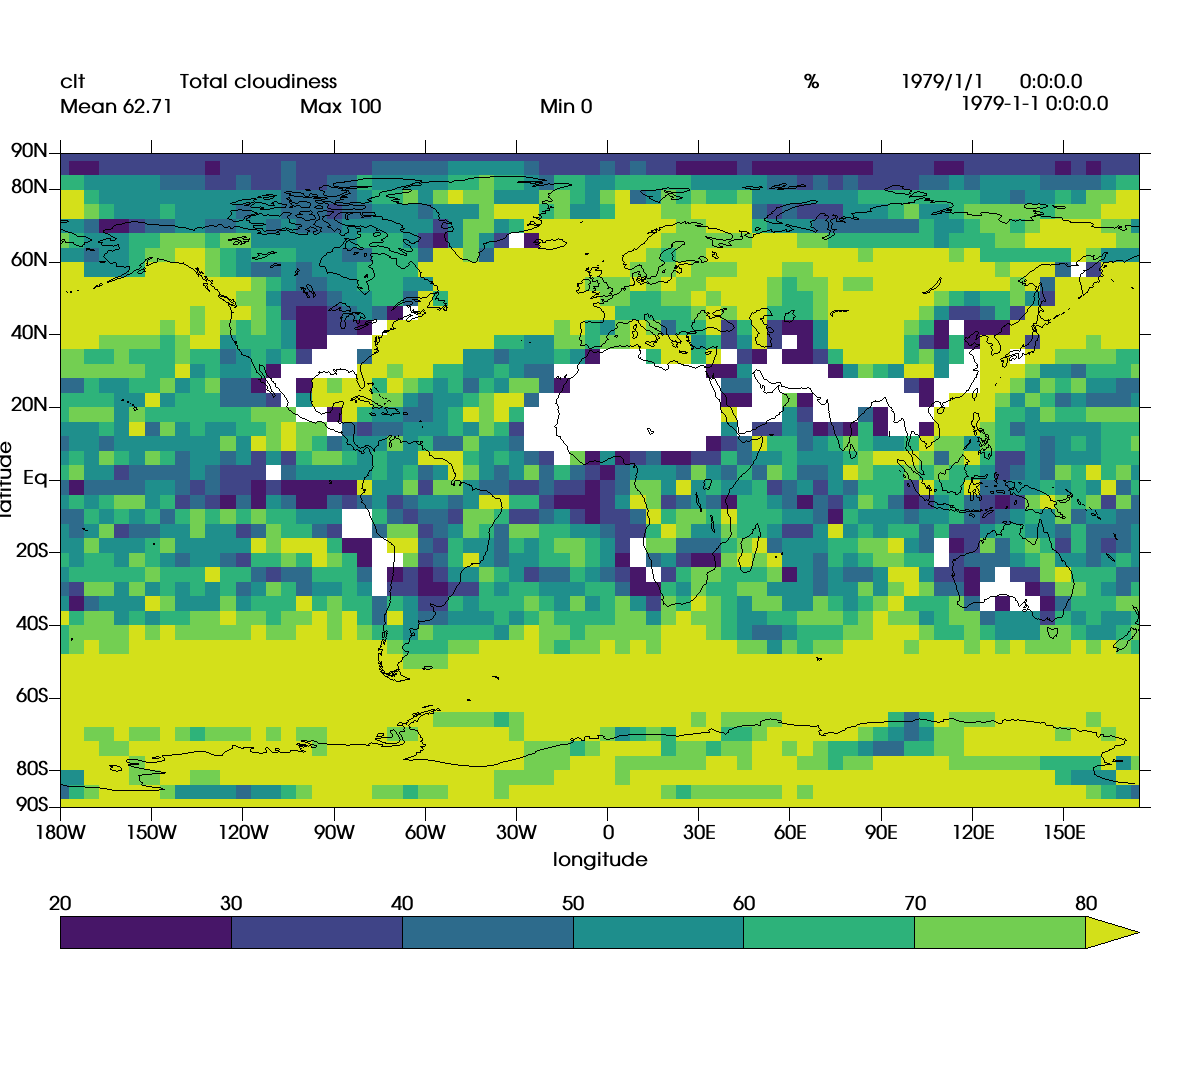 clt Total cloudiness % 1979/1/1 0:0:0.0
Mean 62.71 Max 100 Min 0 1979-1-1 0:0:0.0
90N
80N
60N
40N
20N
Eq
20S
40S
60S
80S
90S
latitude
180W 150W 120W 90W 60W 30W 0 30E 60E 90E 120E 150E
longitude
20 30 40 50 60 70 80